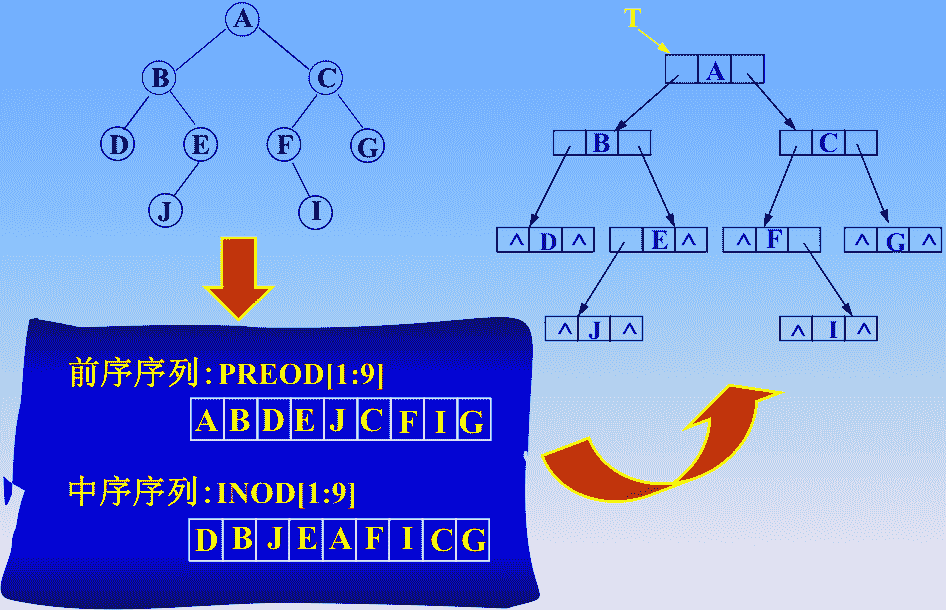 A
B C
D E F G
J I
T
A
B C
^ D ^ E ^ ^ F ^ G ^
^ J ^ ^ I ^
前序序列:PREOD[1:9]
A B D E J C F I G
中序序列:INOD[1:9]
D B J E A F I C G